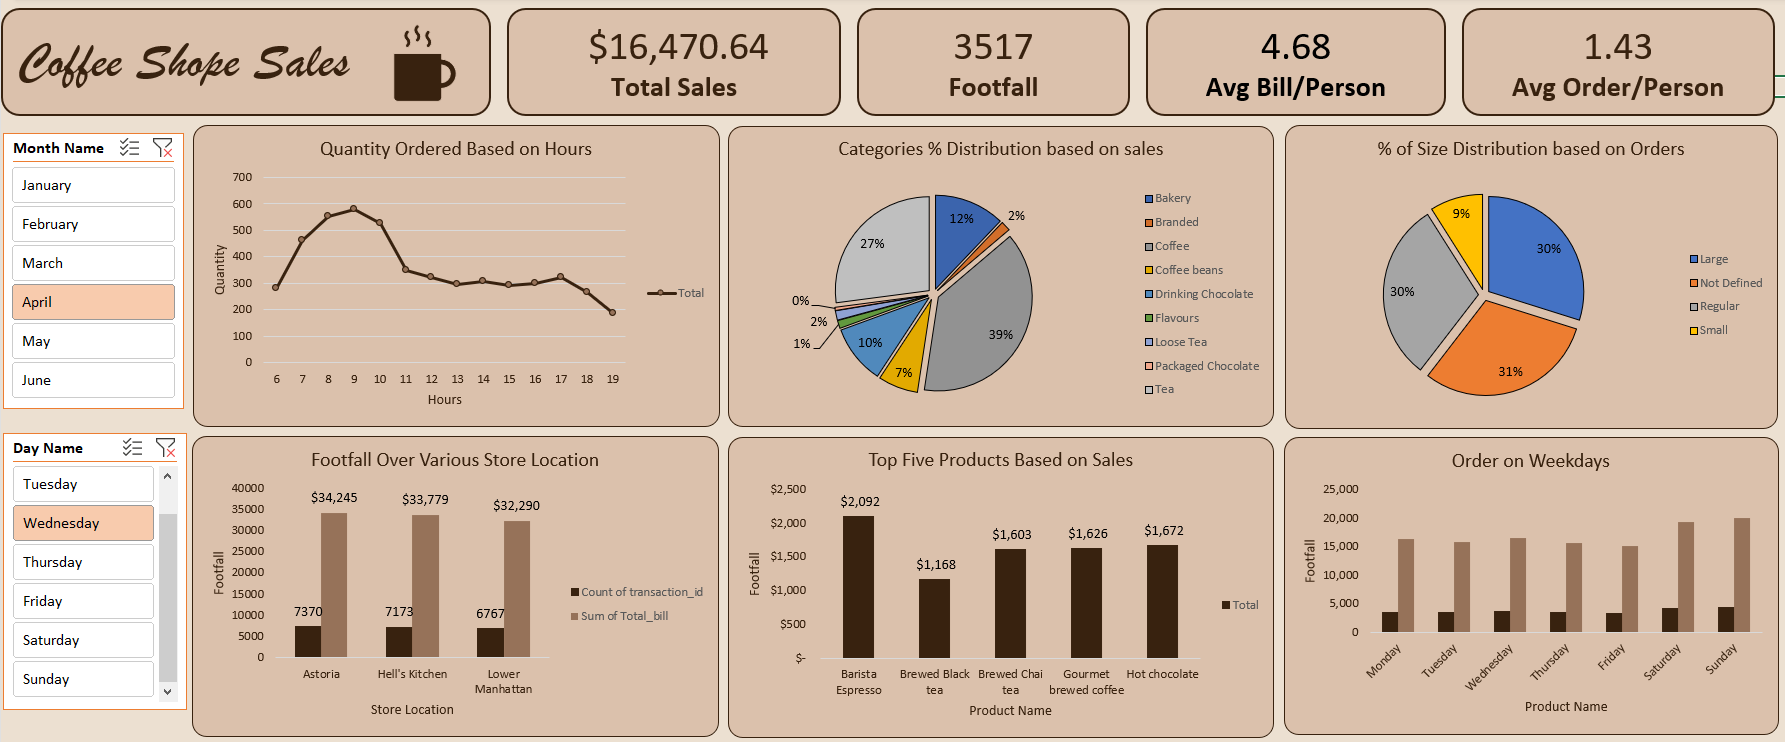 Coffee Shope Sales
$16,470.64
Total Sales
3517
Footfall
4.68
Avg Bill/Person
1.43
Avg Order/Person
Month Name
January
February
March
April
May
June
Day Name
Tuesday
Wednesday
Thursday
Friday
Saturday
Sunday
Quantity Ordered Based on Hours
700
600
500
400
300
200
100
0
Quantity
6 7 8 9 10 11 12 13 14 15 16 17 18 19
Hours
Total
Categories % Distribution based on sales
12%
2%
39%
7%
10%
1%
2%
0%
27%
Bakery
Branded
Coffee
Coffee beans
Drinking Chocolate
Flavours
Loose Tea
Packaged Chocolate
Tea
% of Size Distribution based on Orders
30%
31%
30%
9%
Large
Not Defined
Regular
Small
Footfall Over Various Store Location
40000
35000
30000
25000
20000
15000
10000
5000
0
Footfall
$34,245
$33,779
$32,290
7370
7173
6767
Astoria
Hell's Kitchen
Lower
Manhattan
Store Location
Count of transaction_id
Sum of Total_bill
Top Five Products Based on Sales
$2,500
$2,000
$1,500
$1,000
$500
$-
Footfall
$2,092
$1,168
$1,603
$1,626
$1,672
Barista
Espresso
Brewed Black
tea
Brewed Chai
tea
Gourmet
brewed coffee
Hot chocolate
Product Name
Total
Order on Weekdays
25,000
20,000
15,000
10,000
5,000
0
Footfall
Monday
Tuesday
Wednesday
Thursday
Friday
Saturday
Sunday
Product Name